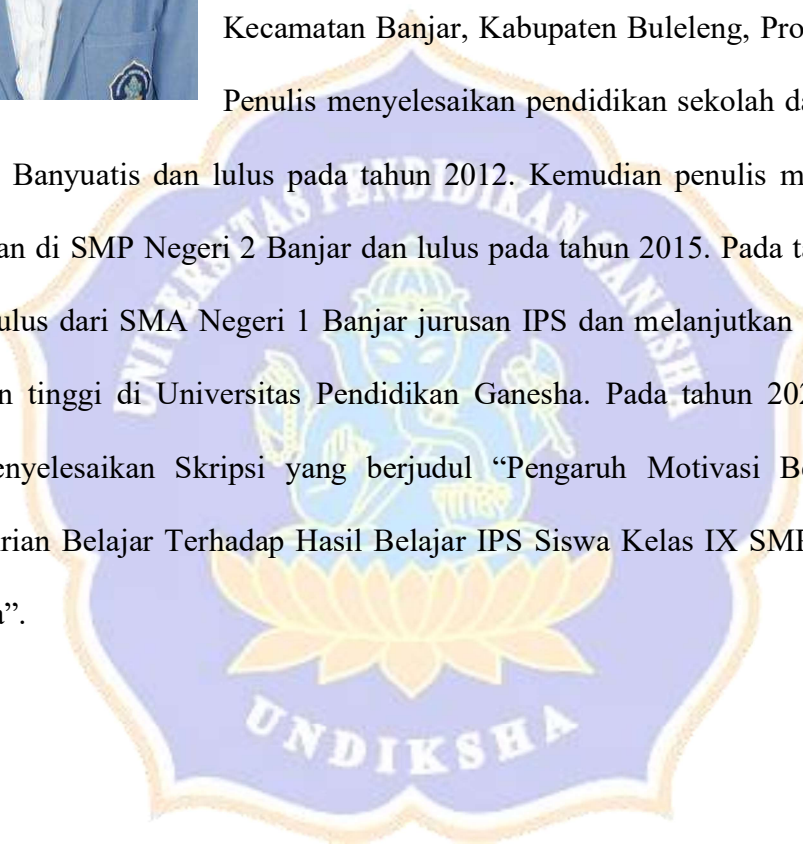 Kecamatan Banjar, Kabupaten Buleleng, Pro
Penulis menyelesaikan pendidikan sekolah da
Banyuatis dan lulus pada tahun 2012. Kemudian penulis m
an di SMP Negeri 2 Banjar dan lulus pada tahun 2015. Pada ta
ulus dari SMA Negeri 1 Banjar jurusan IPS dan melanjutkan
n tinggi di Universitas Pendidikan Ganesha. Pada tahun 202
enyelesaikan Skripsi yang berjudul “Pengaruh Motivasi Be
rian Belajar Terhadap Hasil Belajar IPS Siswa Kelas IX SMP
a”.
UNIVERSITAS PENDIDIKAN GANESHA
UNDIKSHA